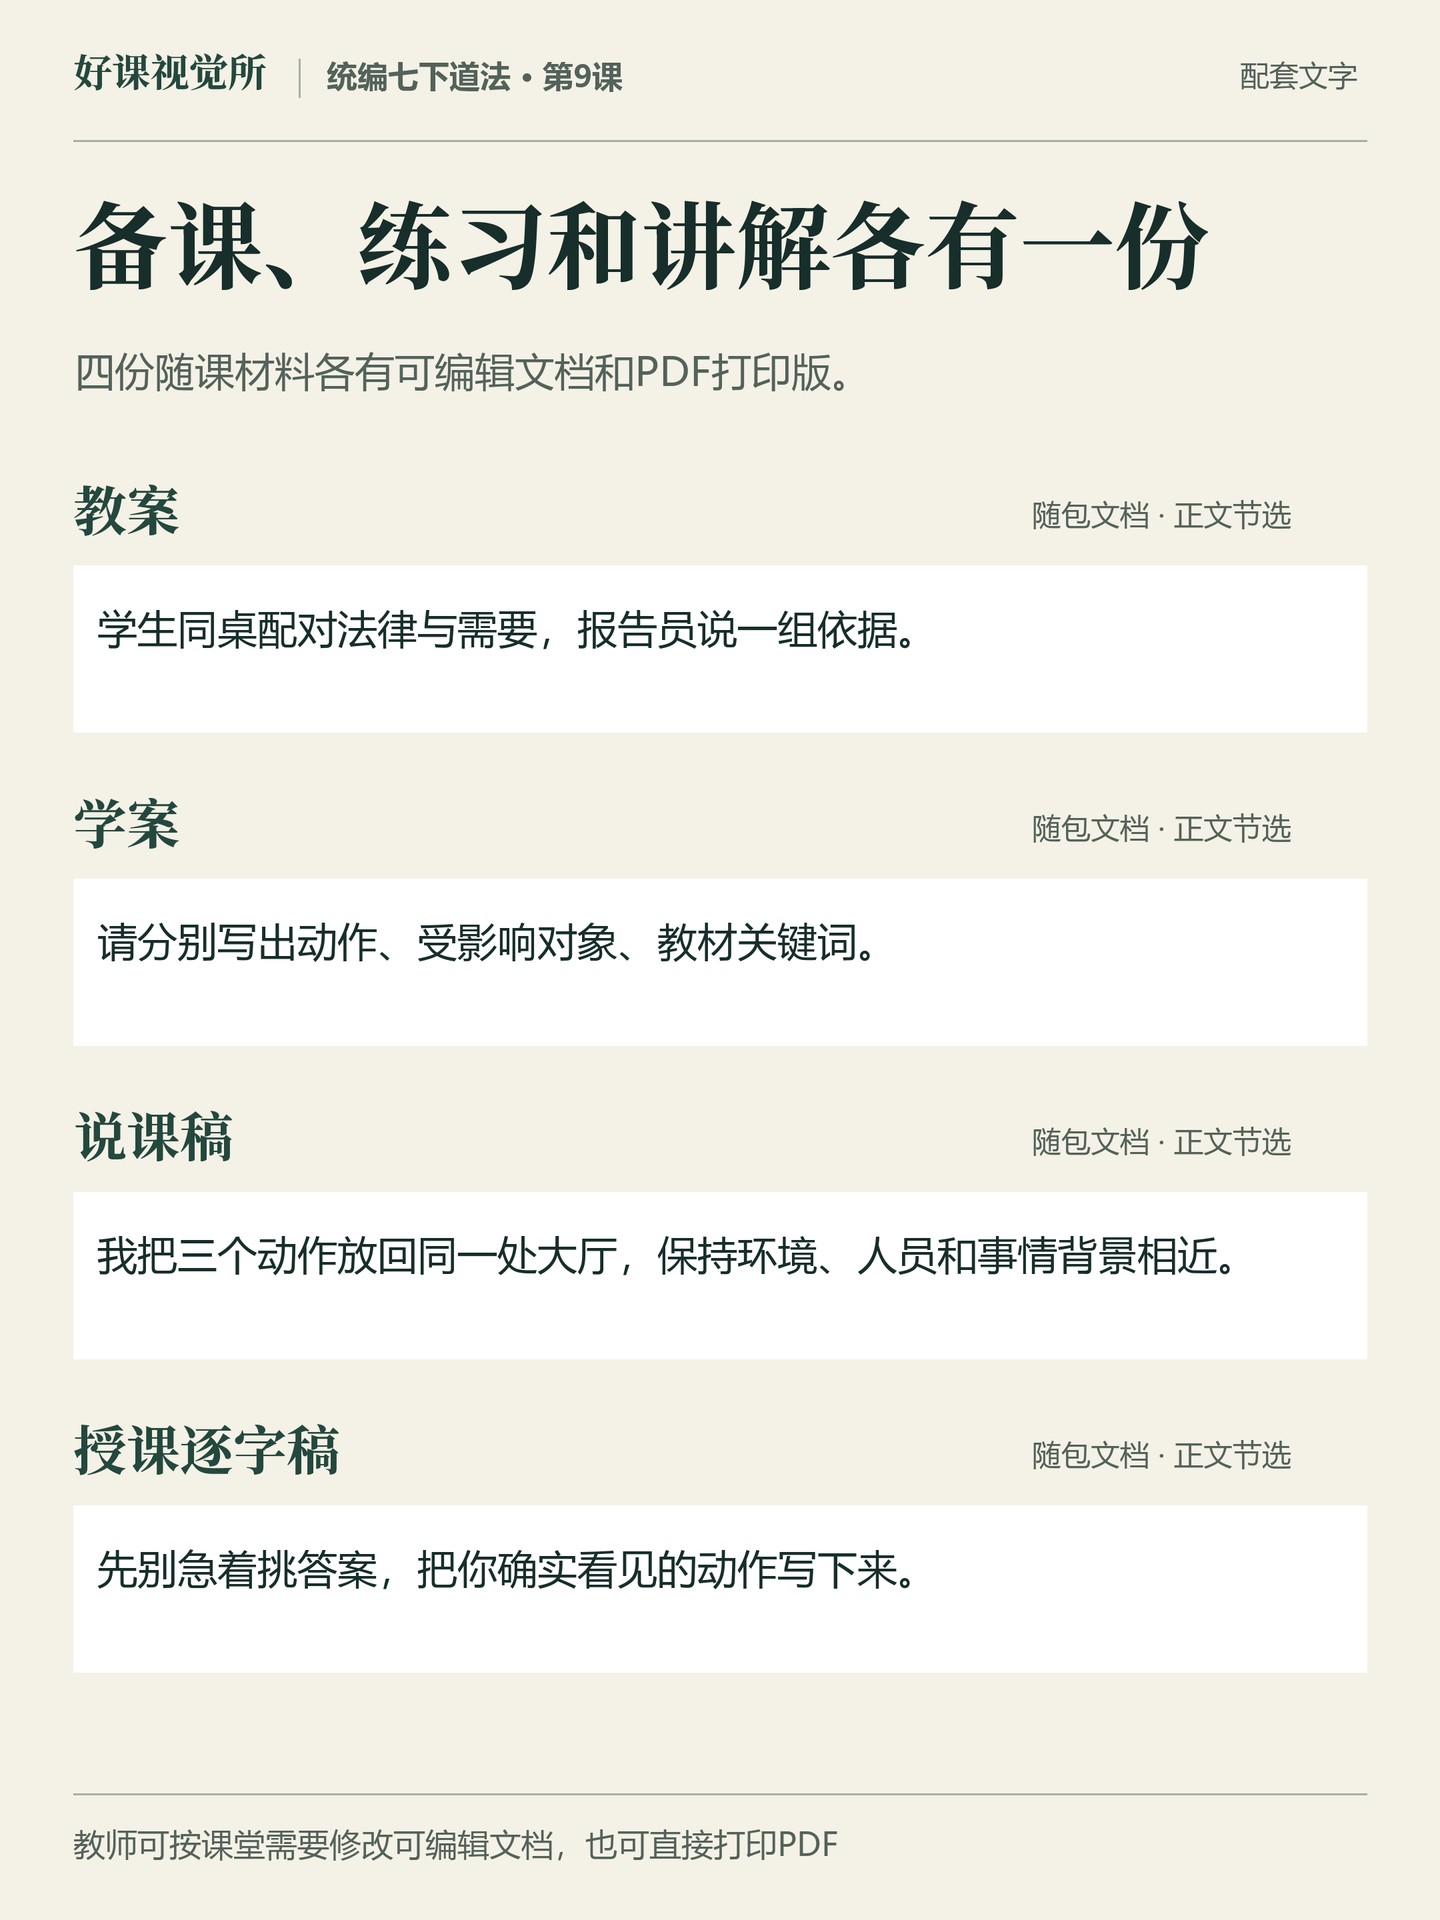 好课视觉所 统编七下道法·第9课 配套文字
备课、练习和讲解各有一份
四份随课材料各有可编辑文档和PDF打印版。
教案 随包文档·正文节选
学生同桌配对法律与需要，报告员说一组依据。
学案 随包文档·正文节选
请分别写出动作、受影响对象、教材关键词。
说课稿 随包文档·正文节选
我把三个动作放回同一处大厅，保持环境、人员和事情背景相近。
授课逐字稿 随包文档·正文节选
先别急着挑答案，把你确实看见的动作写下来。
教师可按课堂需要修改可编辑文档，也可直接打印PDF